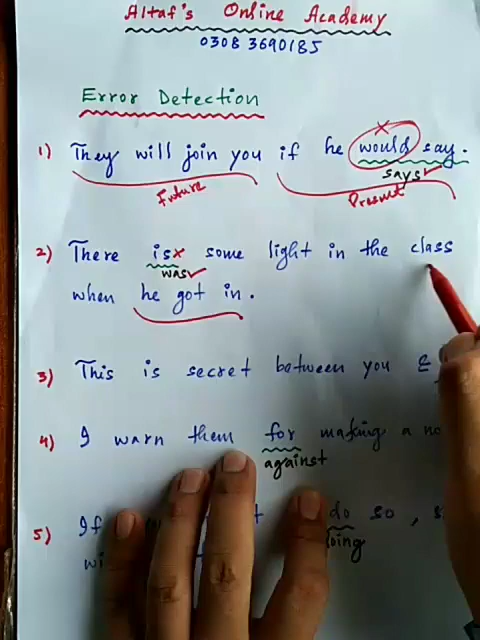 Altaf's Online Academy
0308 3690185
Error Detection
1) They will join you if he would say.
says
Future
Present
2) There is some light in the class
was
when he got in.
3) This is secret between you &
4) I warn them for making a no
against
5) If do so,